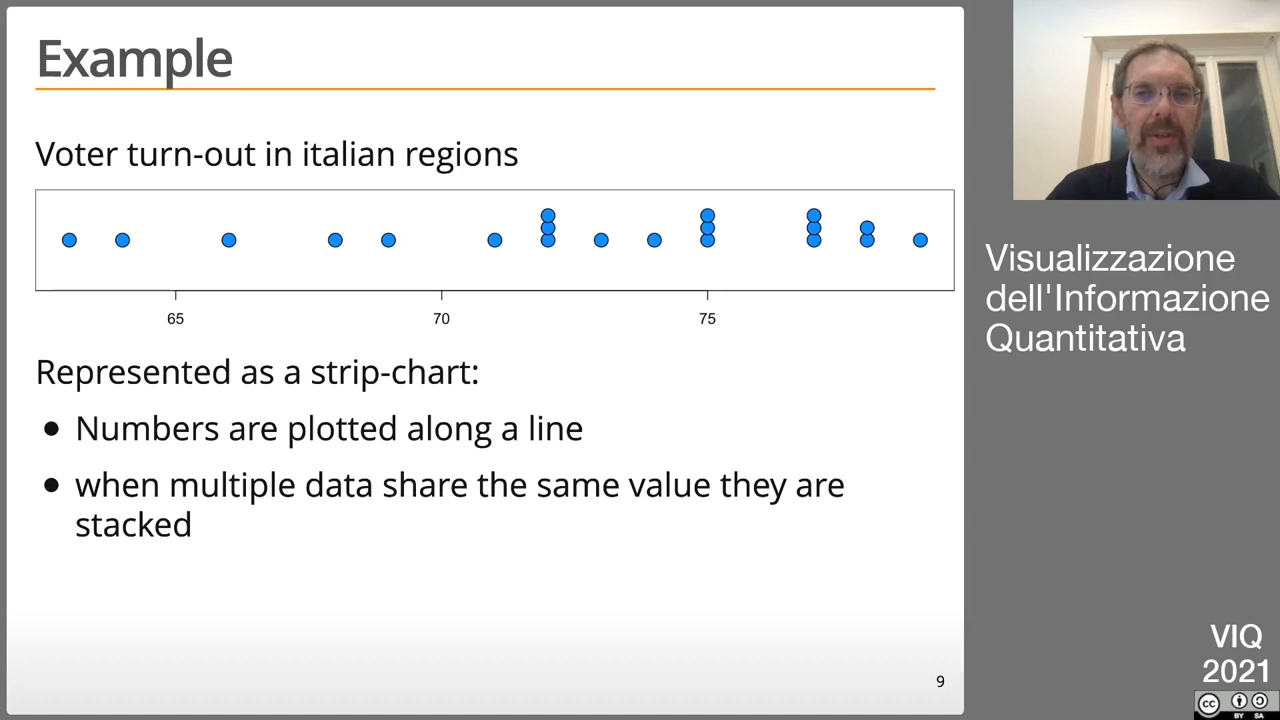 Example
Voter turn-out in italian regions
65 70 75
Represented as a strip-chart:
● Numbers are plotted along a line
● when multiple data share the same value they are
stacked
9
Visualizzazione
dell'Informazione
Quantitativa
VIQ
2021
cc
BY SA